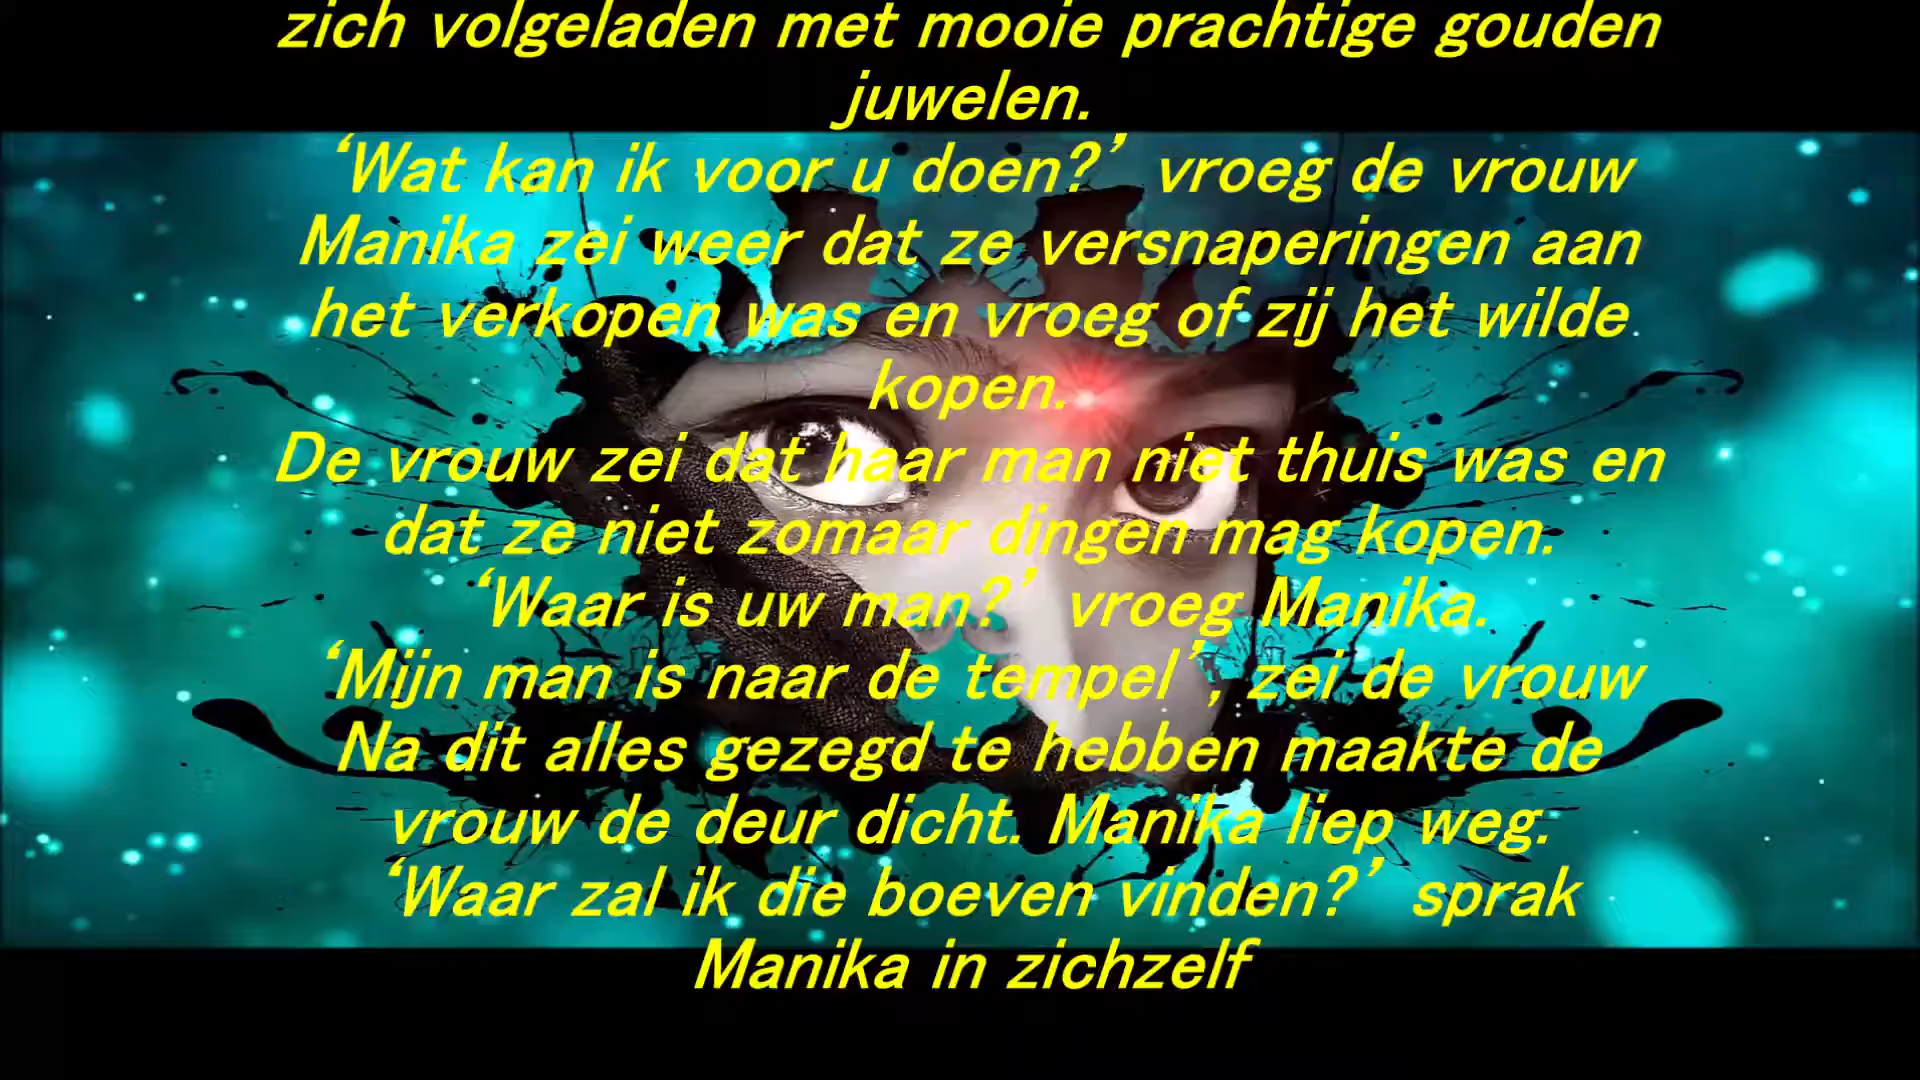 zich volgeladen met mooie prachtige gouden
juwelen.
‘Wat kan ik voor u doen?’ vroeg de vrouw
Manika zei weer dat ze versnaperingen aan
het verkopen was en vroeg of zij het wilde
kopen.
De vrouw zei dat haar man niet thuis was en
dat ze niet zomaar dingen mag kopen.
‘Waar is uw man?’ vroeg Manika.
‘Mijn man is naar de tempel’, zei de vrouw
Na dit alles gezegd te hebben maakte de
vrouw de deur dicht. Manika liep weg.
‘Waar zal ik die boeven vinden?’ sprak
Manika in zichzelf